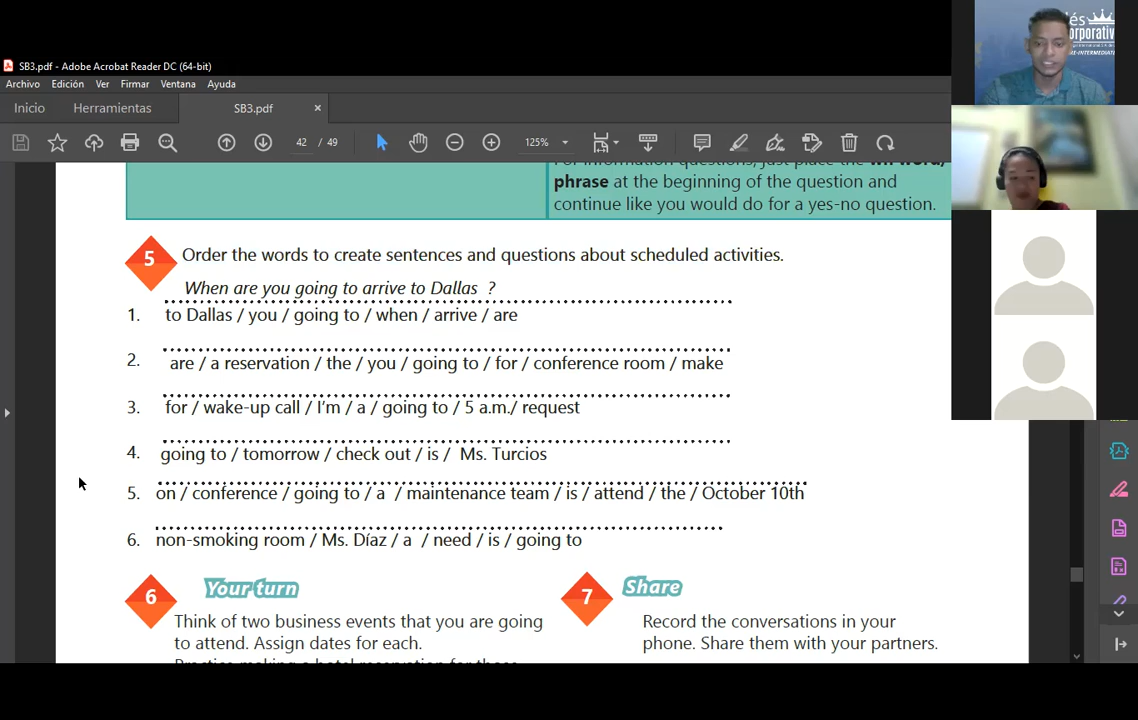 SB3.pdf - Adobe Acrobat Reader DC (64-bit)
Archivo Edición Ver Firmar Ventana Ayuda
Inicio Herramientas SB3.pdf ×
42 / 49 125%
phrase at the beginning of the question and
continue like you would do for a yes-no question.
5 Order the words to create sentences and questions about scheduled activities.
When are you going to arrive to Dallas ?
1. to Dallas / you / going to / when / arrive / are
2. are / a reservation / the / you / going to / for / conference room / make
3. for / wake-up call / I'm / a / going to / 5 a.m./ request
4. going to / tomorrow / check out / is / Ms. Turcios
5. on / conference / going to / a / maintenance team / is / attend / the / October 10th
6. non-smoking room / Ms. Díaz / a / need / is / going to
6 Your turn
Think of two business events that you are going
to attend. Assign dates for each.
7 Share
Record the conversations in your
phone. Share them with your partners.